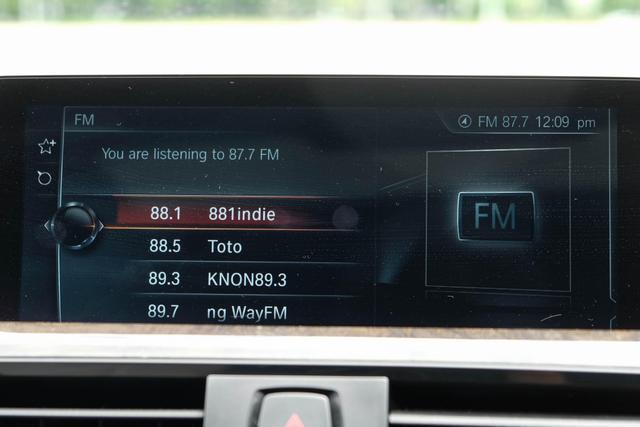 FM
FM 87.7 12:09 pm
You are listening to 87.7 FM
88.1 881indie
88.5 Toto
89.3 KNON89.3
89.7 ng WayFM
FM